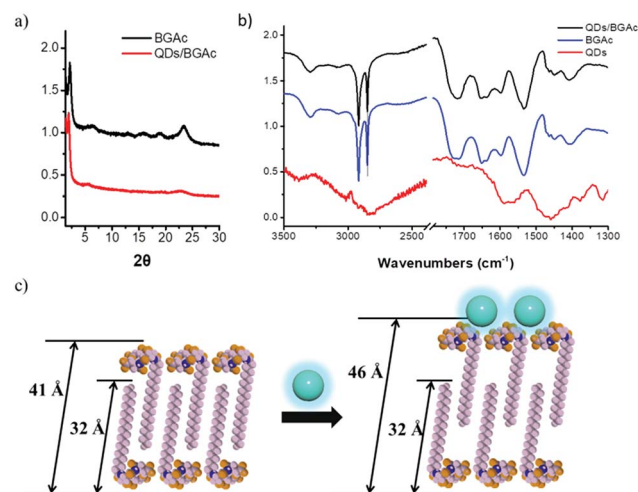 a)
BGAc
QDs/BGAc
2.0
1.5
1.0
0.5
0.0
5 10 15 20 25 30
2θ
b)
QDs/BGAc
BGAc
QDs
2.0
1.5
1.0
0.5
0.0
3500 3000 2500 1700 1600 1500 1400 1300
Wavenumbers (cm⁻¹)
c)
41 Å
32 Å
46 Å
32 Å